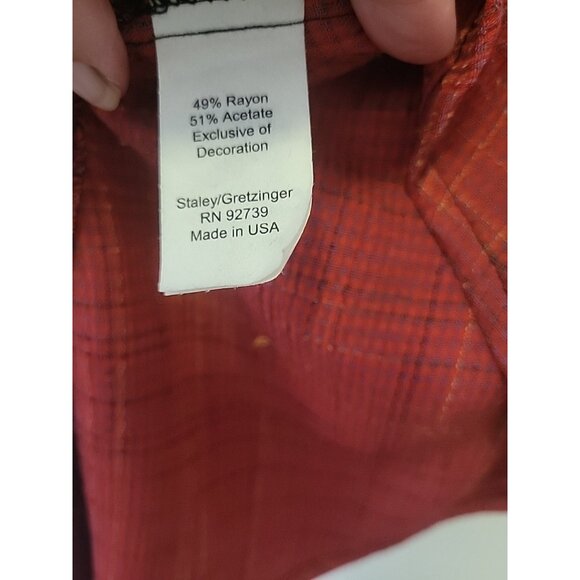 49% Rayon
51% Acetate
Exclusive of
Decoration
Staley/Gretzinger
RN 92739
Made in USA